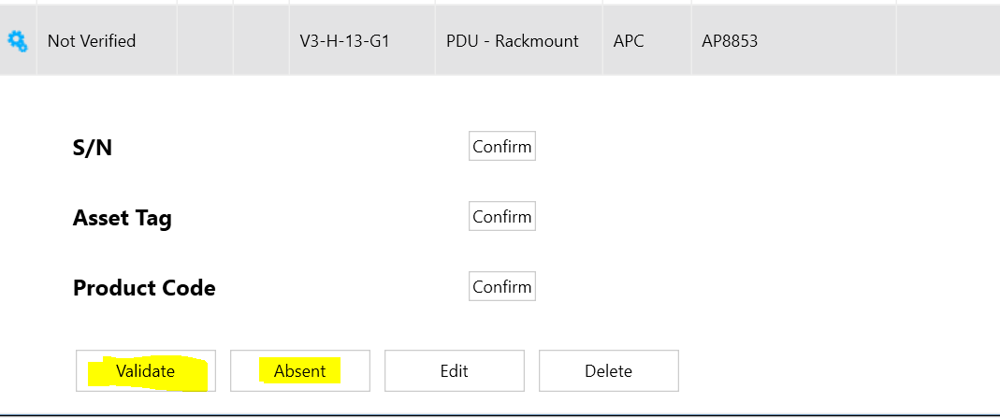 Not Verified V3-H-13-G1 PDU - Rackmount APC AP8853
S/N Confirm
Asset Tag Confirm
Product Code Confirm
Validate Absent Edit Delete